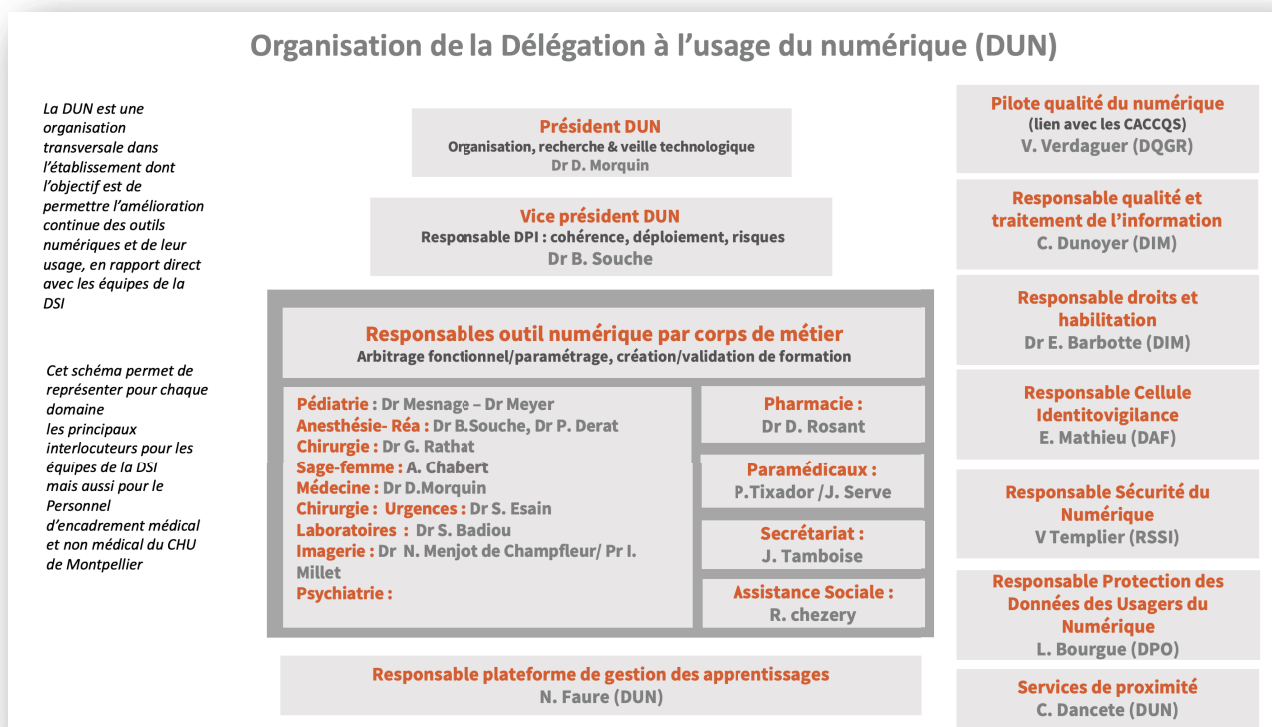 Organisation de la Délégation à l'usage du numérique (DUN)
La DUN est une
organisation
transversale dans
l'établissement dont
l'objectif est de
permettre l'amélioration
continue des outils
numériques et de leur
usage, en rapport direct
avec les équipes de la
DSI
Cet schéma permet de
représenter pour chaque
domaine
les principaux
interlocuteurs pour les
équipes de la DSI
mais aussi pour le
Personnel
d'encadrement médical
et non médical du CHU
de Montpellier
Président DUN
Organisation, recherche & veille technologique
Dr D. Morquin
Vice président DUN
Responsable DPI : cohérence, déploiement, risques
Dr B. Souche
Responsables outil numérique par corps de métier
Arbitrage fonctionnel/paramétrage, création/validation de formation
Pédiatrie : Dr Mesnage – Dr Meyer
Anesthésie- Réa : Dr B.Souche, Dr P. Derat
Chirurgie : Dr G. Rathat
Sage-femme : A. Chabert
Médecine : Dr D.Morquin
Chirurgie : Urgences : Dr S. Esain
Laboratoires : Dr S. Badiou
Imagerie : Dr N. Menjot de Champfleur/ Pr I.
Millet
Psychiatrie :
Pharmacie :
Dr D. Rosant
Paramédicaux :
P.Tixador /J. Serve
Secrétariat :
J. Tamboise
Assistance Sociale :
R. chezery
Responsable plateforme de gestion des apprentissages
N. Faure (DUN)
Pilote qualité du numérique
(lien avec les CACCQS)
V. Verdaguer (DQGR)
Responsable qualité et
traitement de l'information
C. Dunoyer (DIM)
Responsable droits et
habilitation
Dr E. Barbotte (DIM)
Responsable Cellule
Identitovigilance
E. Mathieu (DAF)
Responsable Sécurité du
Numérique
V Templier (RSSI)
Responsable Protection des
Données des Usagers du
Numérique
L. Bourgue (DPO)
Services de proximité
C. Dancete (DUN)